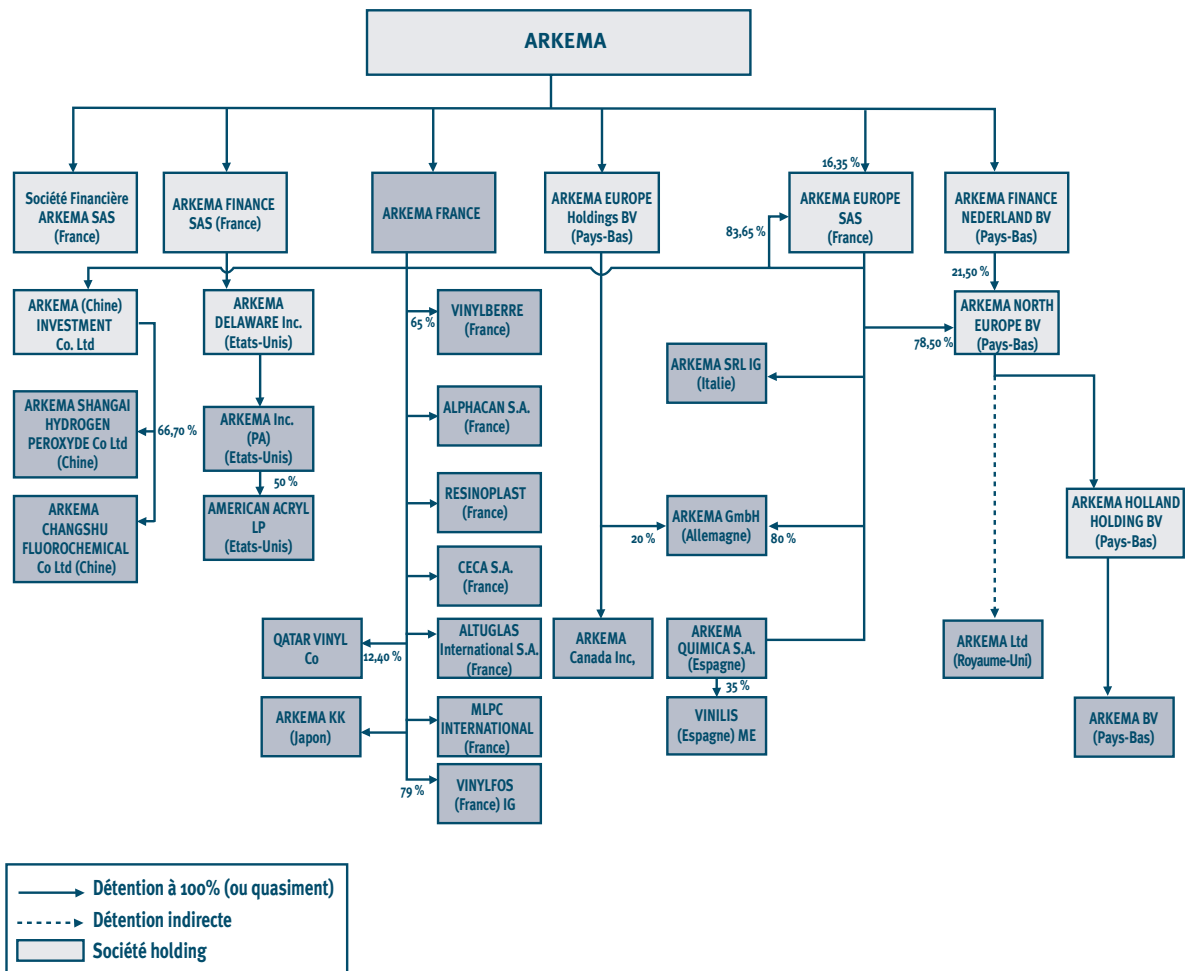 ARKEMA
16,35 %
Société Financière
ARKEMA SAS
(France)
ARKEMA FINANCE
SAS (France)
ARKEMA FRANCE
ARKEMA EUROPE
Holdings BV
(Pays-Bas)
ARKEMA EUROPE
SAS
(France)
ARKEMA FINANCE
NEDERLAND BV
(Pays-Bas)
83,65 %
21,50 %
ARKEMA (Chine)
INVESTMENT
Co. Ltd
ARKEMA
DELAWARE Inc.
(Etats-Unis)
65 %
VINYLBERRE
(France)
78,50 %
ARKEMA NORTH
EUROPE BV
(Pays-Bas)
ARKEMA SRL IG
(Italie)
ARKEMA SHANGAI
HYDROGEN
PEROXYDE Co Ltd
(Chine)
66,70 %
ARKEMA Inc.
(PA)
(Etats-Unis)
ALPHACAN S.A.
(France)
50 %
ARKEMA
CHANGSHU
FLUOROCHEMICAL
Co Ltd (Chine)
AMERICAN ACRYL
LP
(Etats-Unis)
RESINOPLAST
(France)
20 %
ARKEMA GmbH
(Allemagne)
80 %
ARKEMA HOLLAND
HOLDING BV
(Pays-Bas)
CECA S.A.
(France)
QATAR VINYL
Co
12,40 %
ALTUGLAS
International S.A.
(France)
ARKEMA
Canada Inc,
ARKEMA
QUIMICA S.A.
(Espagne)
ARKEMA Ltd
(Royaume-Uni)
35 %
ARKEMA KK
(Japon)
MLPC
INTERNATIONAL
(France)
VINILIS
(Espagne) ME
ARKEMA BV
(Pays-Bas)
79 %
VINYLFOS
(France) IG
Détention à 100% (ou quasiment)
Détention indirecte
Société holding